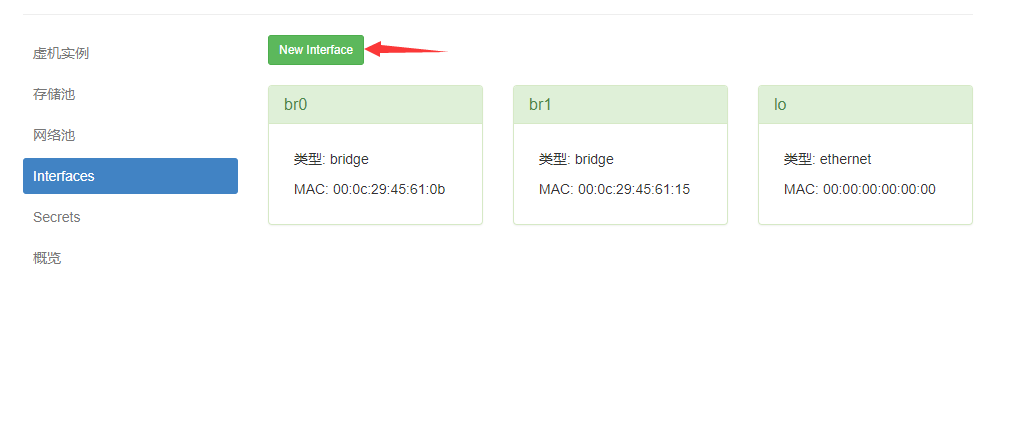 虚机实例
存储池
网络池
Interfaces
Secrets
概览
New Interface
br0
类型: bridge
MAC: 00:0c:29:45:61:0b
br1
类型: bridge
MAC: 00:0c:29:45:61:15
lo
类型: ethernet
MAC: 00:00:00:00:00:00